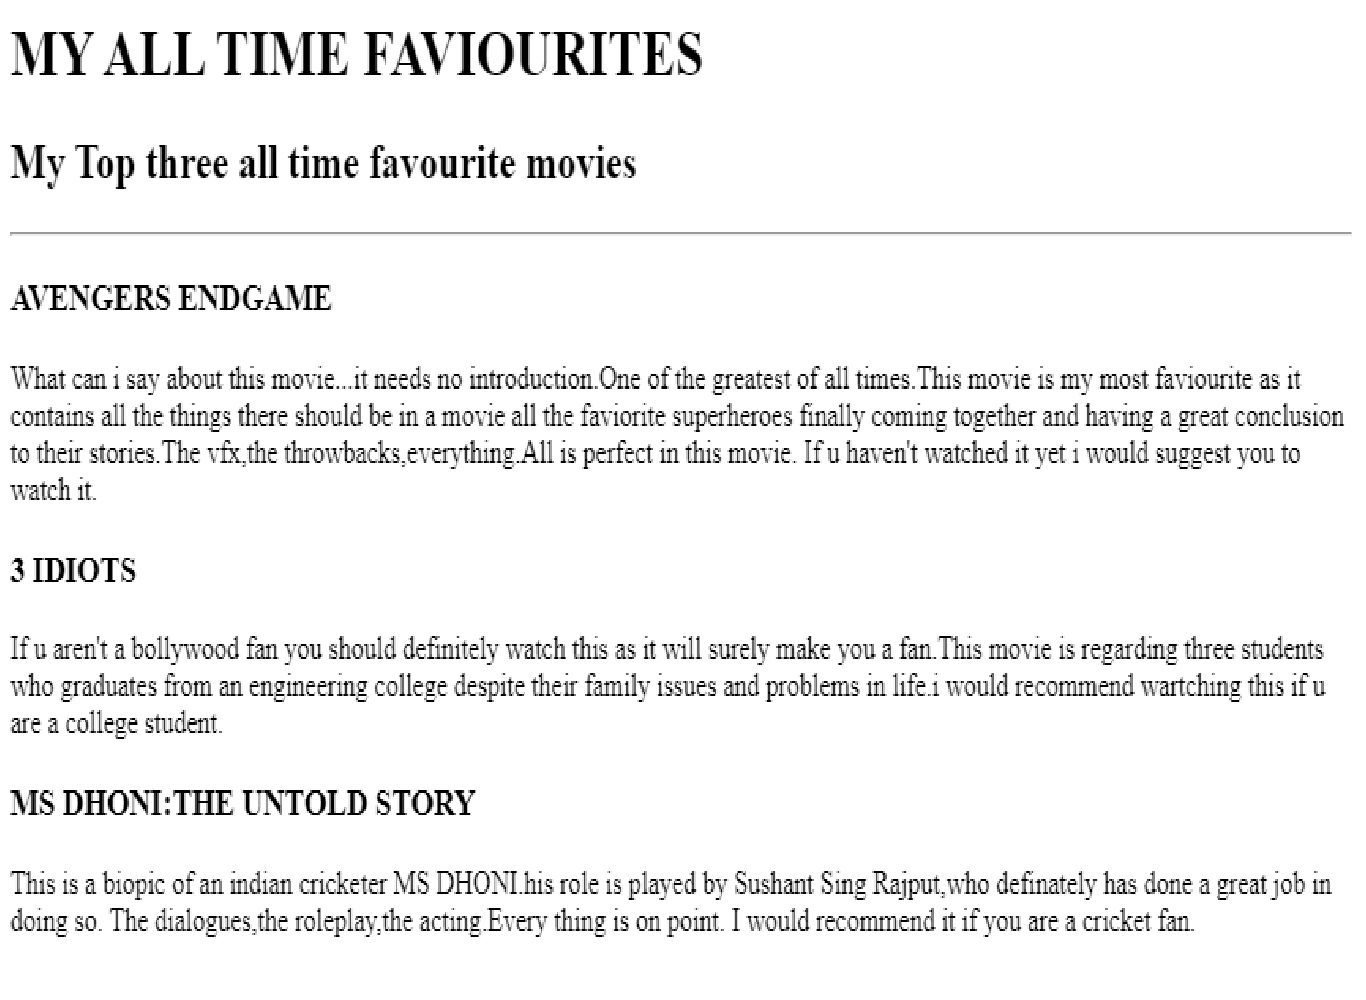 MY ALL TIME FAVIOURITES
My Top three all time favourite movies
AVENGERS ENDGAME
What can i say about this movie...it needs no introduction.One of the greatest of all times.This movie is my most faviourite as it
contains all the things there should be in a movie all the faviorite superheroes finally coming together and having a great conclusion
to their stories.The vfx,the throwbacks,everything.All is perfect in this movie. If u haven't watched it yet i would suggest you to
watch it.
3 IDIOTS
If u aren't a bollywood fan you should definitely watch this as it will surely make you a fan.This movie is regarding three students
who graduates from an engineering college despite their family issues and problems in life.i would recommend wartching this if u
are a college student.
MS DHONI:THE UNTOLD STORY
This is a biopic of an indian cricketer MS DHONI.his role is played by Sushant Sing Rajput,who definately has done a great job in
doing so. The dialogues,the roleplay,the acting.Every thing is on point. I would recommend it if you are a cricket fan.